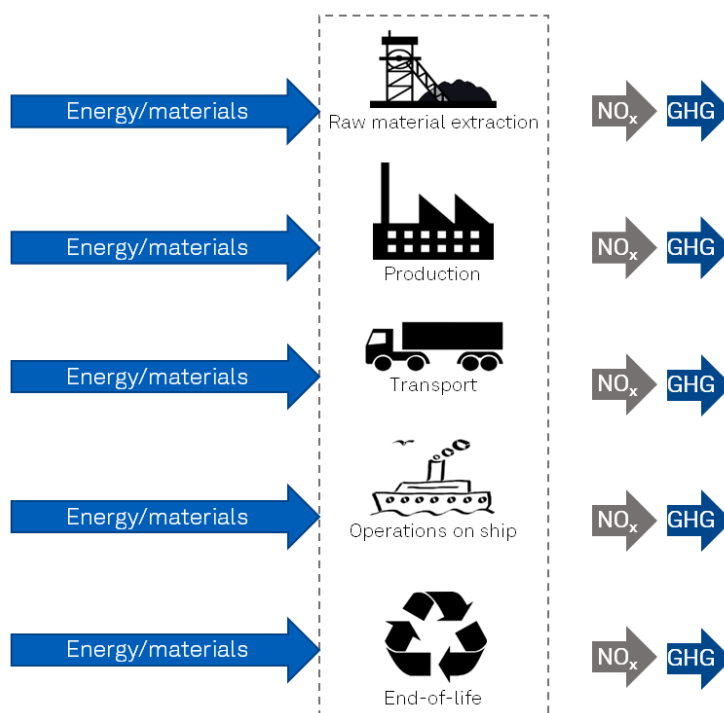 Energy/materials
Raw material extraction
NOx
GHG
Energy/materials
Production
NOx
GHG
Energy/materials
Transport
NOx
GHG
Energy/materials
Operations on ship
NOx
GHG
Energy/materials
End-of-life
NOx
GHG